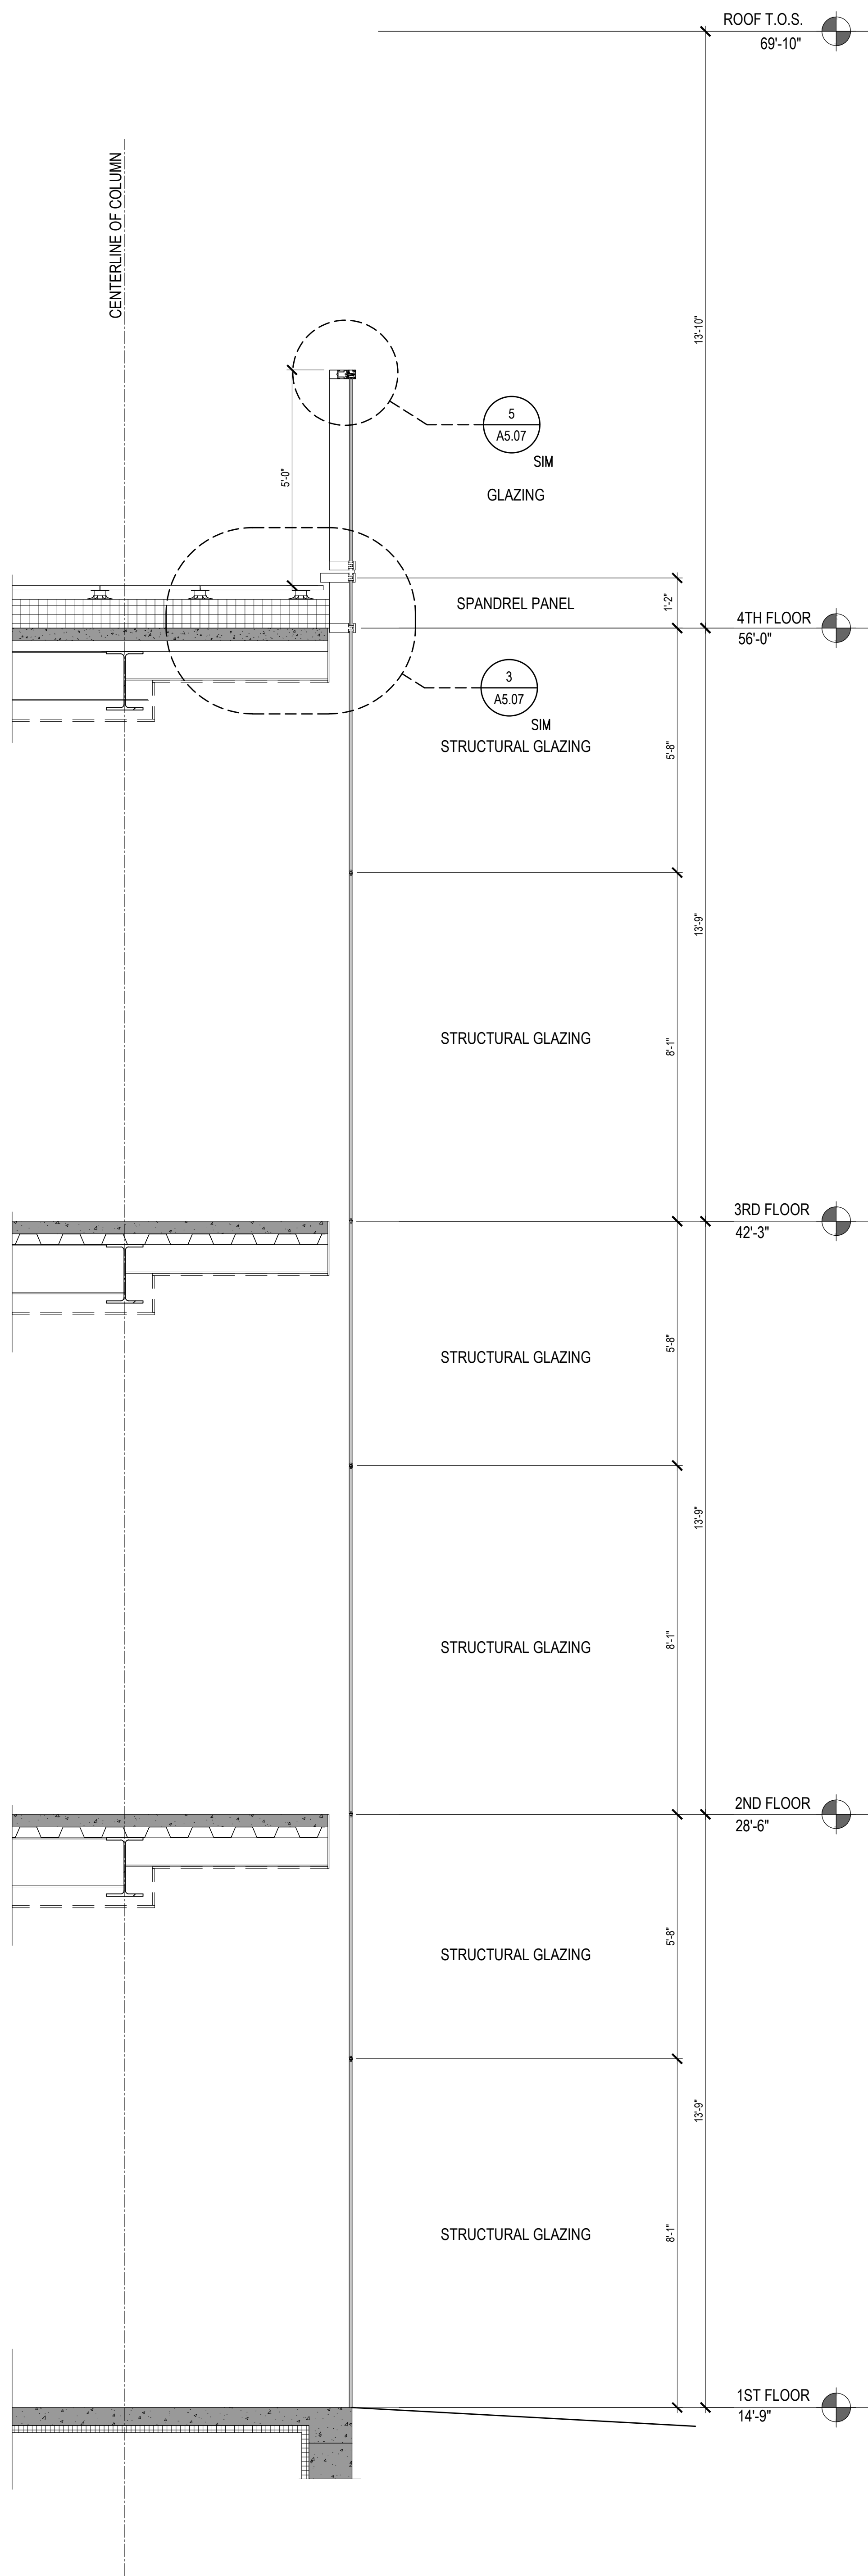 ROOF T.O.S.
69'-10"
CENTERLINE OF COLUMN
13'-10"
5
A5.07
SIM
5'-0"
GLAZING
SPANDREL PANEL
1'-2"
4TH FLOOR
56'-0"
3
A5.07
SIM
STRUCTURAL GLAZING
5'-8"
13'-9"
STRUCTURAL GLAZING
8'-1"
3RD FLOOR
42'-3"
STRUCTURAL GLAZING
5'-8"
13'-9"
STRUCTURAL GLAZING
8'-1"
2ND FLOOR
28'-6"
STRUCTURAL GLAZING
5'-8"
13'-9"
STRUCTURAL GLAZING
8'-1"
1ST FLOOR
14'-9"